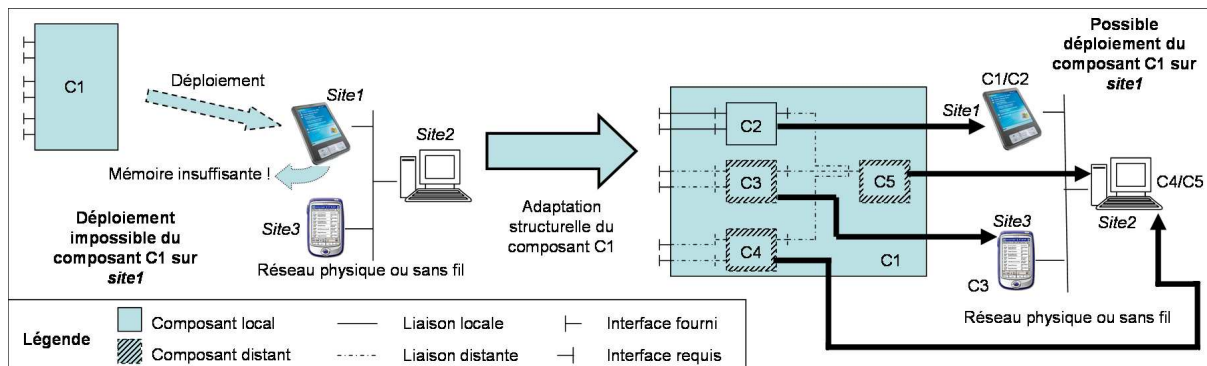 C1
Déploiement
Site1
Site2
Mémoire insuffisante !
Site3
Déploiement
impossible du
composant C1 sur
site1
Réseau physique ou sans fil
Adaptation
structurelle du
composant C1
C2
C3
C5
C4
C1
Possible
déploiement du
composant C1 sur
site1
C1/C2
Site1
C4/C5
Site2
Site3
C3
Réseau physique ou sans fil
Légende
Composant local
Liaison locale
Interface fourni
Composant distant
Liaison distante
Interface requis